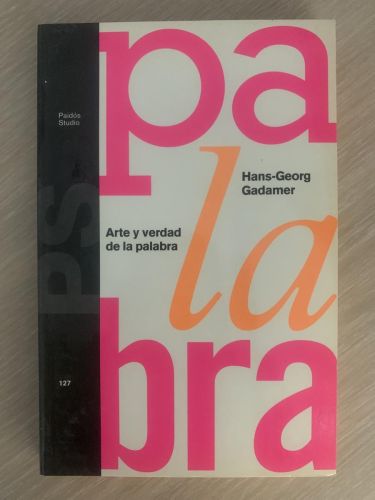 Paidós
Studio
pa
Hans-Georg
Gadamer
Arte y verdad
de la palabra
la
Ps
127
bra